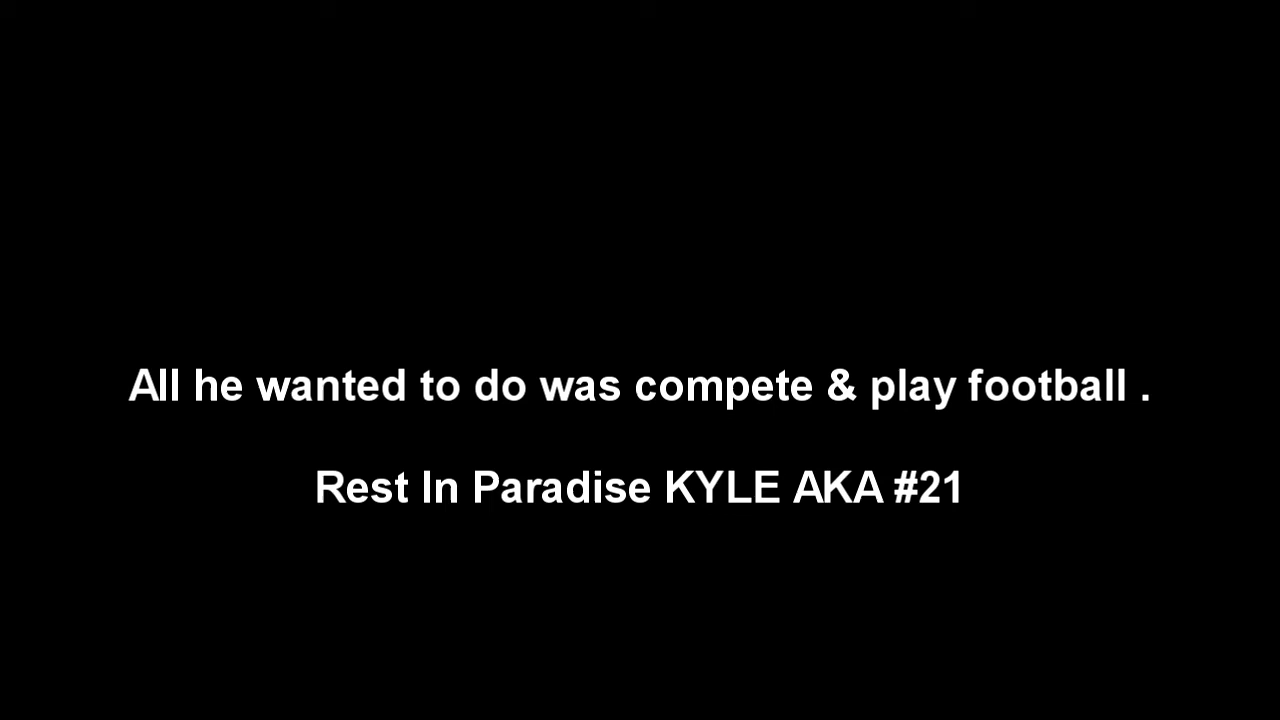 All he wanted to do was compete & play football .
Rest In Paradise KYLE AKA #21